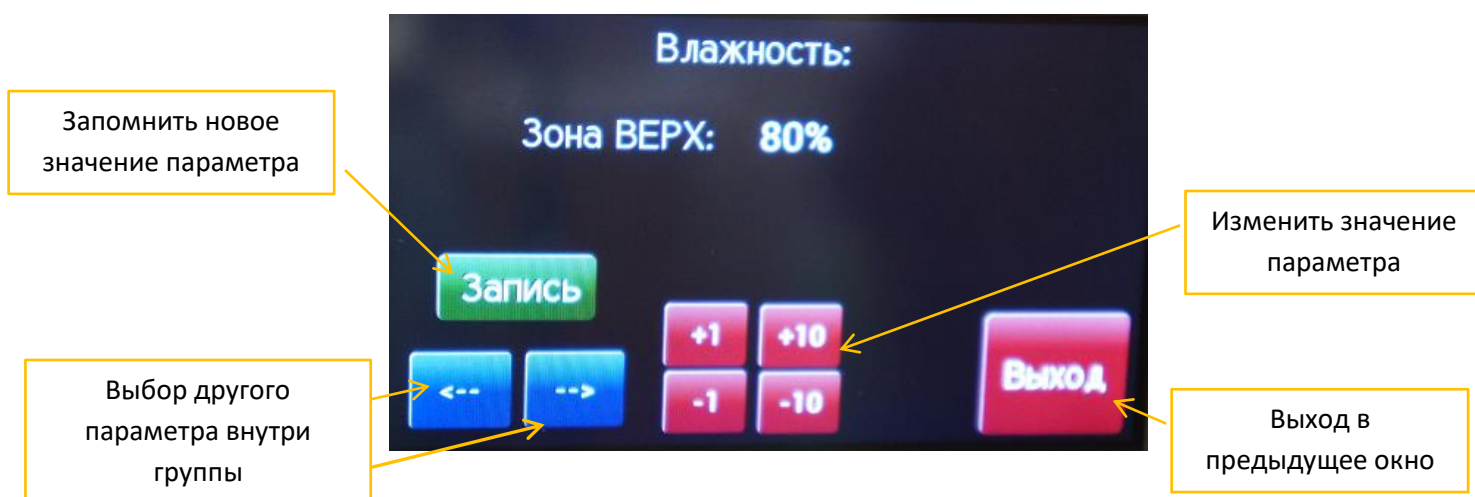 Влажность:
Зона ВЕРХ: 80%
Запомнить новое
значение параметра
Изменить значение
параметра
Запись
+1 +10
<-- --> -1 -10
Выход
Выбор другого
параметра внутри
группы
Выход в
предыдущее окно